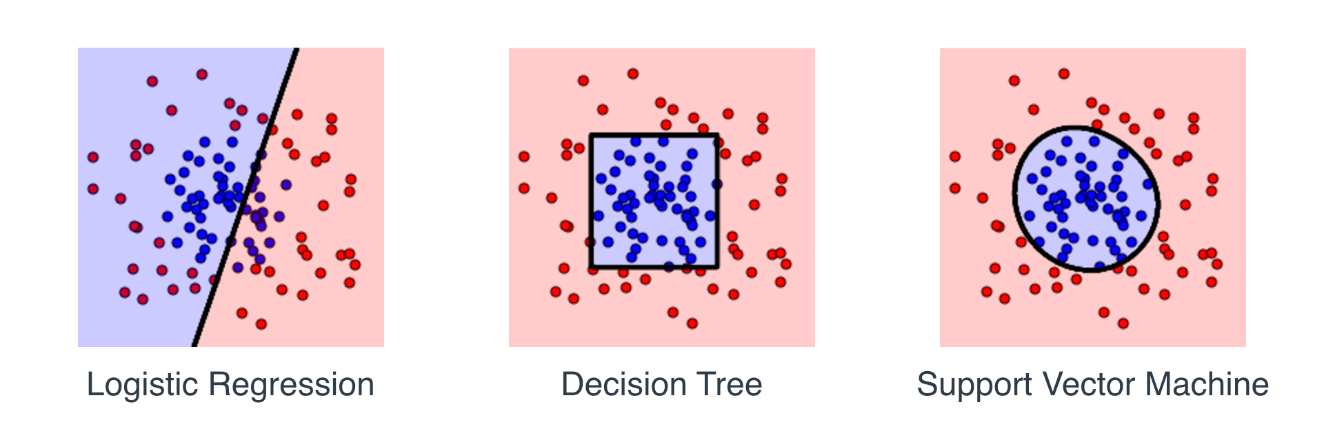 Logistic Regression
Decision Tree
Support Vector Machine